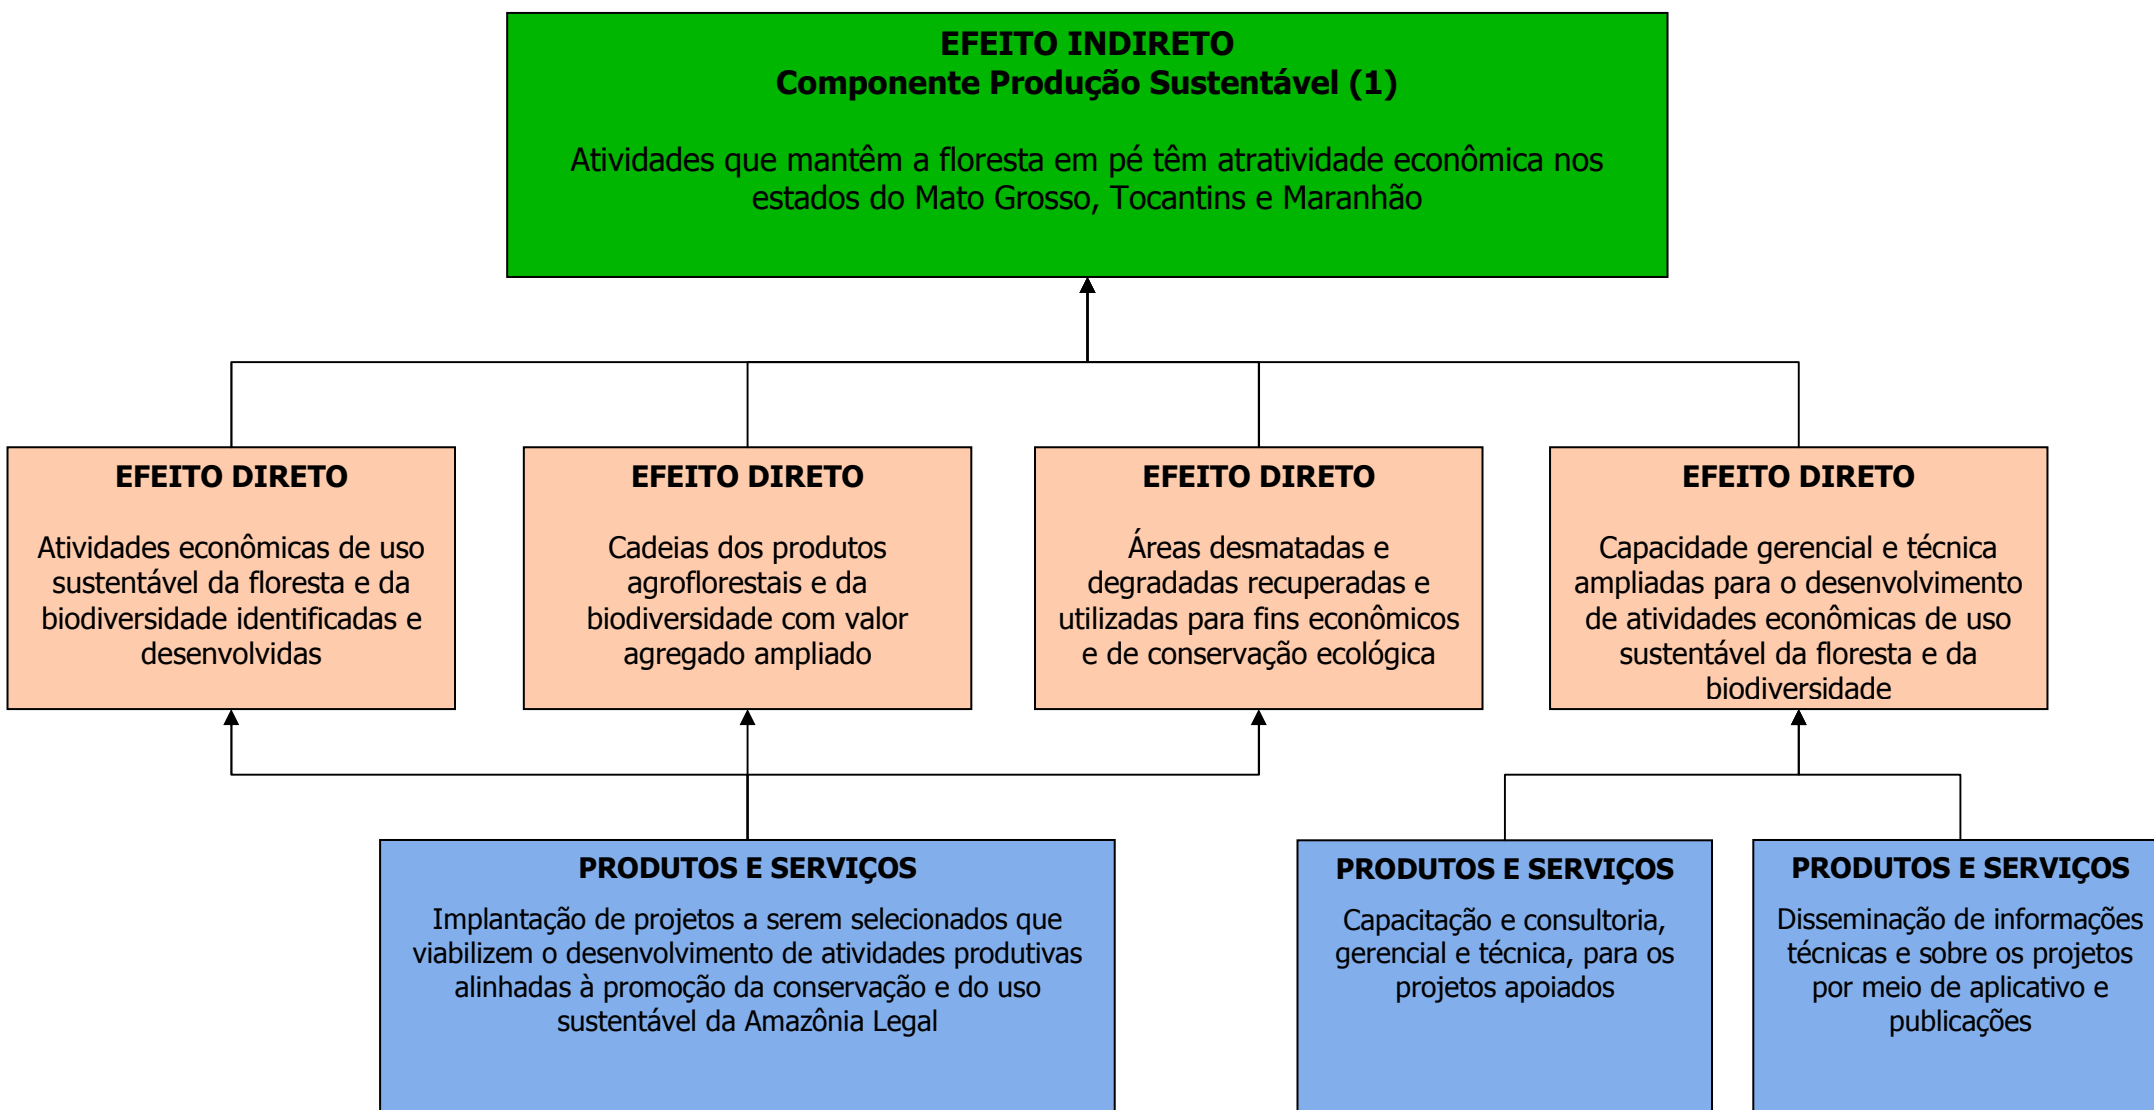 EFEITO INDIRETO
Componente Produção Sustentável (1)
Atividades que mantêm a floresta em pé têm atratividade econômica nos
estados do Mato Grosso, Tocantins e Maranhão
EFEITO DIRETO
Atividades econômicas de uso
sustentável da floresta e da
biodiversidade identificadas e
desenvolvidas
EFEITO DIRETO
Cadeias dos produtos
agroflorestais e da
biodiversidade com valor
agregado ampliado
EFEITO DIRETO
Áreas desmatadas e
degradadas recuperadas e
utilizadas para fins econômicos
e de conservação ecológica
EFEITO DIRETO
Capacidade gerencial e técnica
ampliadas para o desenvolvimento
de atividades econômicas de uso
sustentável da floresta e da
biodiversidade
PRODUTOS E SERVIÇOS
Implantação de projetos a serem selecionados que
viabilizem o desenvolvimento de atividades produtivas
alinhadas à promoção da conservação e do uso
sustentável da Amazônia Legal
PRODUTOS E SERVIÇOS
Capacitação e consultoria,
gerencial e técnica, para os
projetos apoiados
PRODUTOS E SERVIÇOS
Disseminação de informações
técnicas e sobre os projetos
por meio de aplicativo e
publicações